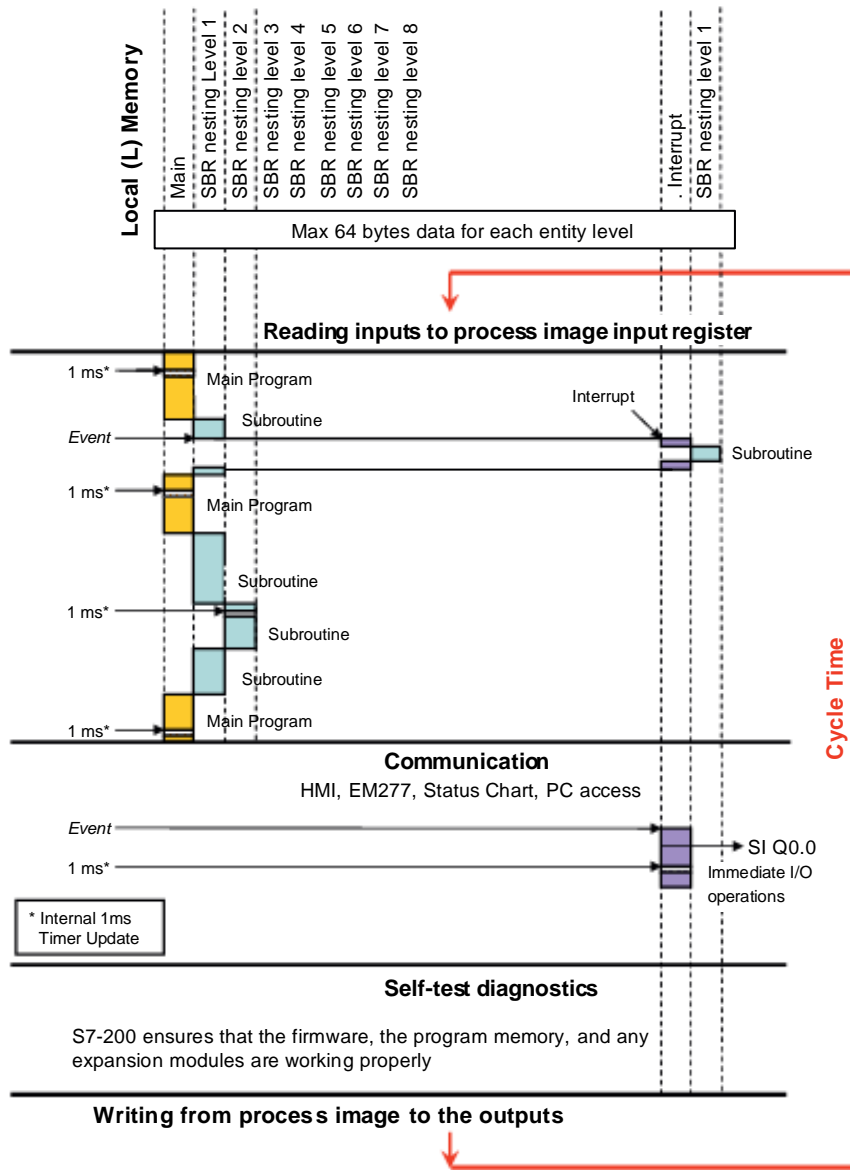 Local (L) Memory
Main
SBR nesting Level 1
SBR nesting level 2
SBR nesting level 3
SBR nesting level 4
SBR nesting level 5
SBR nesting level 6
SBR nesting level 7
SBR nesting level 8
. Interrupt
SBR nesting level 1
Max 64 bytes data for each entity level
Reading inputs to process image input register
1 ms*
Main Program
Interrupt
Subroutine
Event
Subroutine
1 ms*
Main Program
Subroutine
1 ms*
Subroutine
Subroutine
1 ms*
Main Program
Cycle Time
Communication
HMI, EM277, Status Chart, PC access
Event
SI Q0.0
1 ms*
Immediate I/O
operations
* Internal 1ms
Timer Update
Self-test diagnostics
S7-200 ensures that the firmware, the program memory, and any
expansion modules are working properly
Writing from process image to the outputs